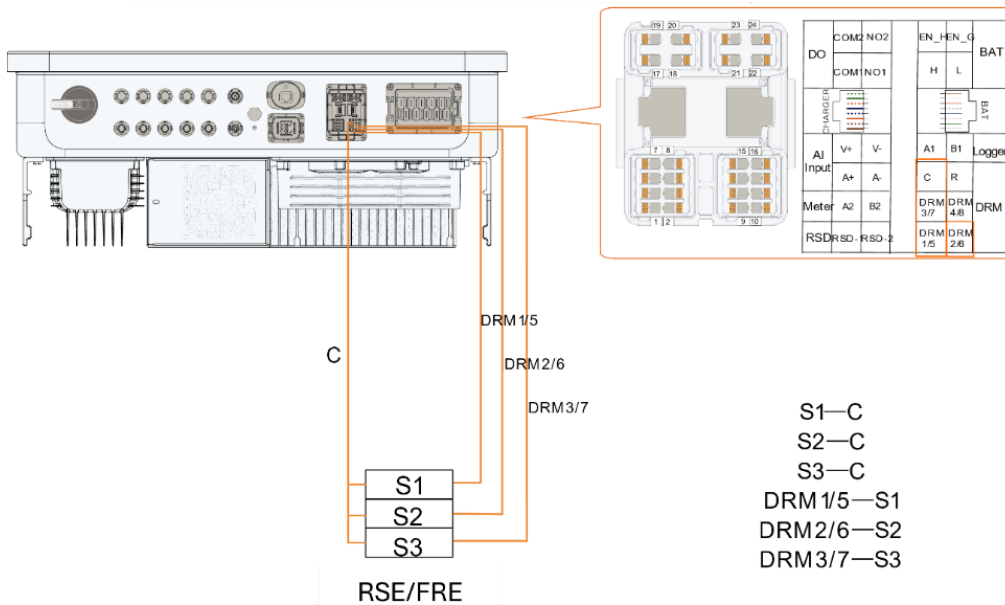 19 20
23 24
17 18
21 22
7 8
15 16
1 2
9 10
DO COM2 NO2 EN_H EN_G BAT
COM1 NO1 H L
CHARGER BAT
AI Input V+ V- A1 B1 Logger
A+ A- C R
Meter A2 B2 DRM 3/7 DRM 4/8 DRM
RSD RSD-1 RSD-2 DRM 1/5 DRM 2/6
DRM1/5
C
DRM2/6
DRM3/7
S1
S2
S3
RSE/FRE
S1—C
S2—C
S3—C
DRM1/5—S1
DRM2/6—S2
DRM3/7—S3